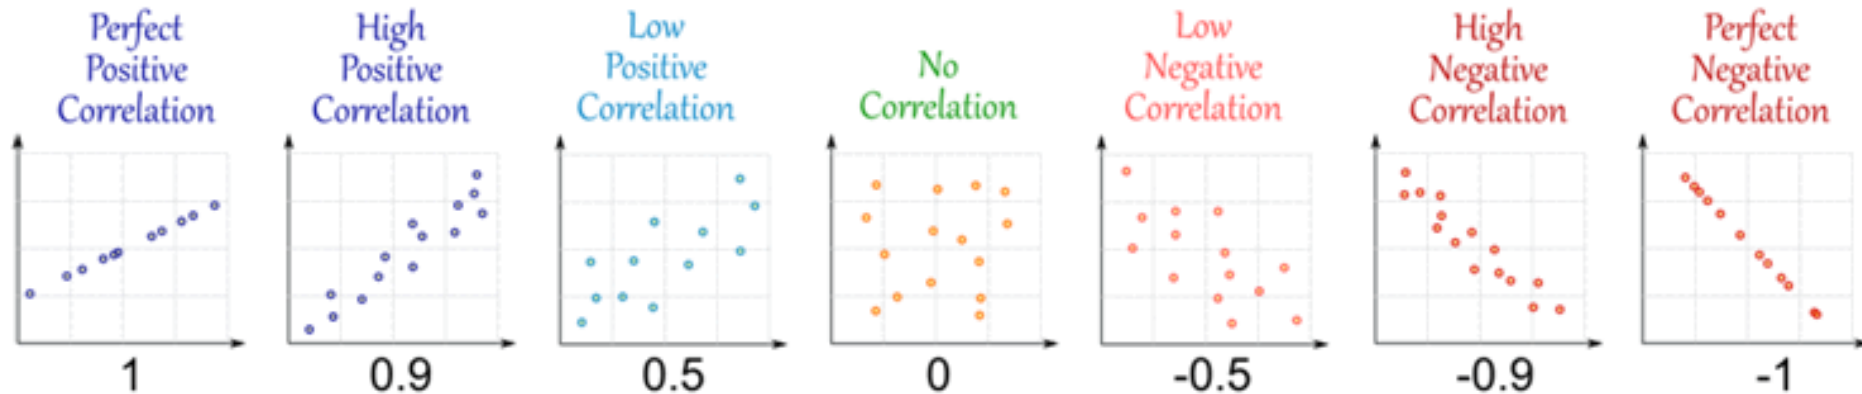 Perfect
Positive
Correlation
High
Positive
Correlation
Low
Positive
Correlation
No
Correlation
Low
Negative
Correlation
High
Negative
Correlation
Perfect
Negative
Correlation
1
0.9
0.5
0
-0.5
-0.9
-1